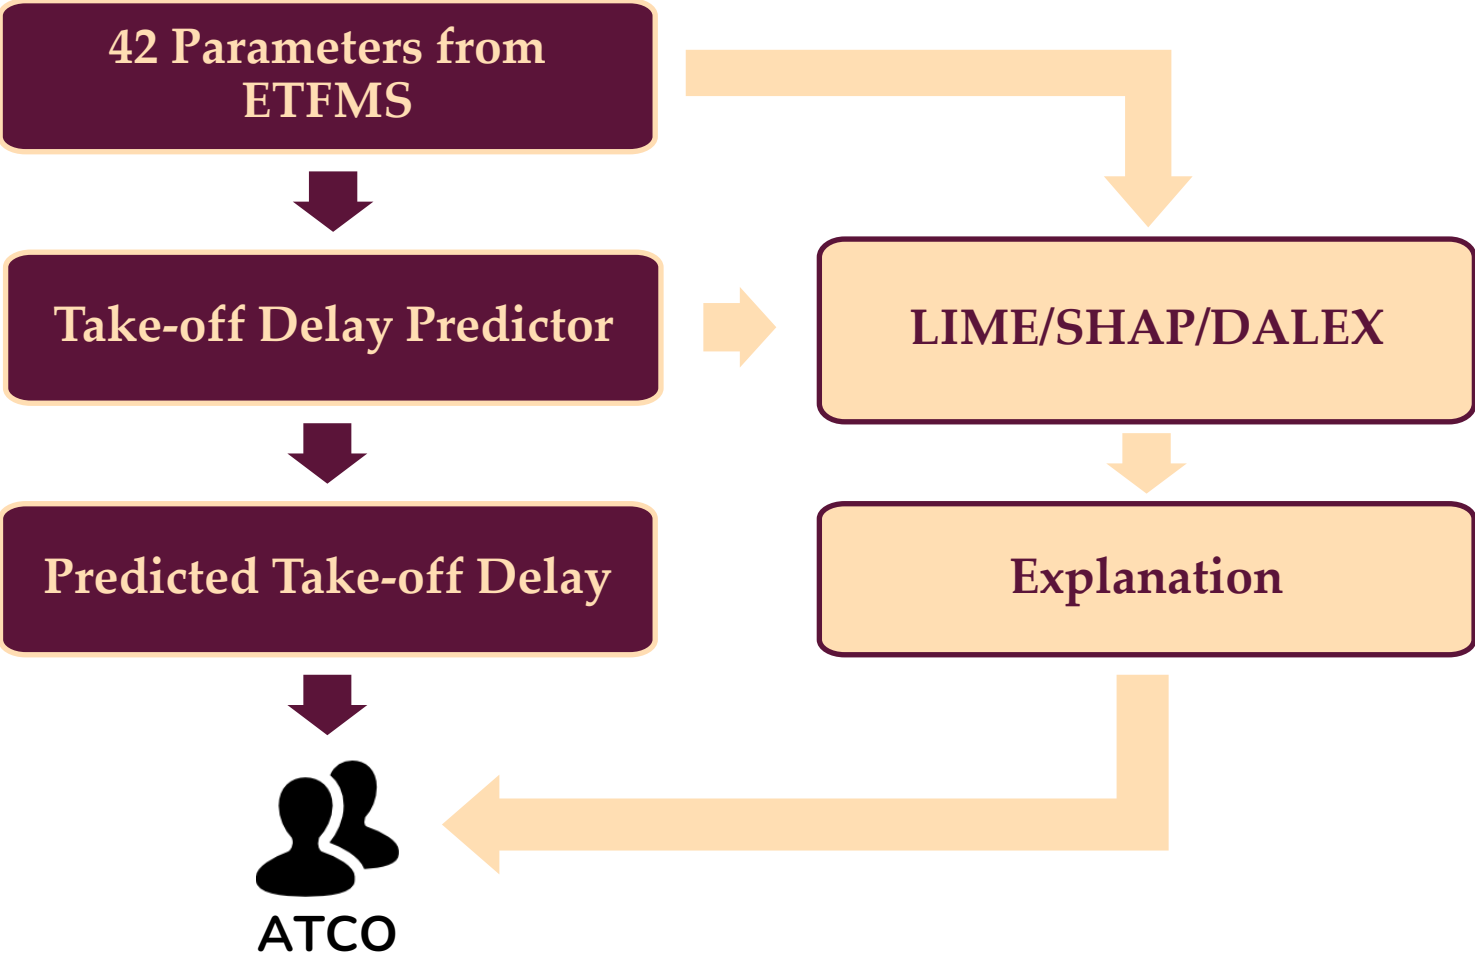 42 Parameters from
ETFMS
Take-off Delay Predictor
LIME/SHAP/DALEX
Predicted Take-off Delay
Explanation
ATCO